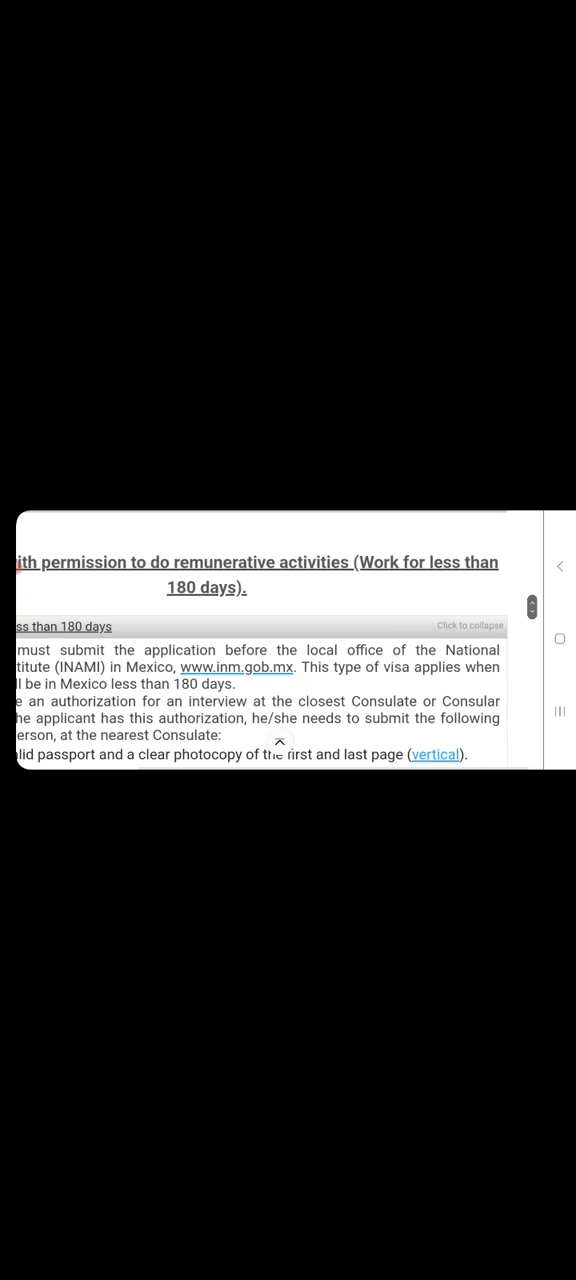 ith permission to do remunerative activities (Work for less than
180 days).
ss than 180 days
Click to collapse
must submit the application before the local office of the National
titute (INAMI) in Mexico, www.inm.gob.mx. This type of visa applies when
ll be in Mexico less than 180 days.
e an authorization for an interview at the closest Consulate or Consular
he applicant has this authorization, he/she needs to submit the following
erson, at the nearest Consulate:
lid passport and a clear photocopy of the first and last page (vertical).